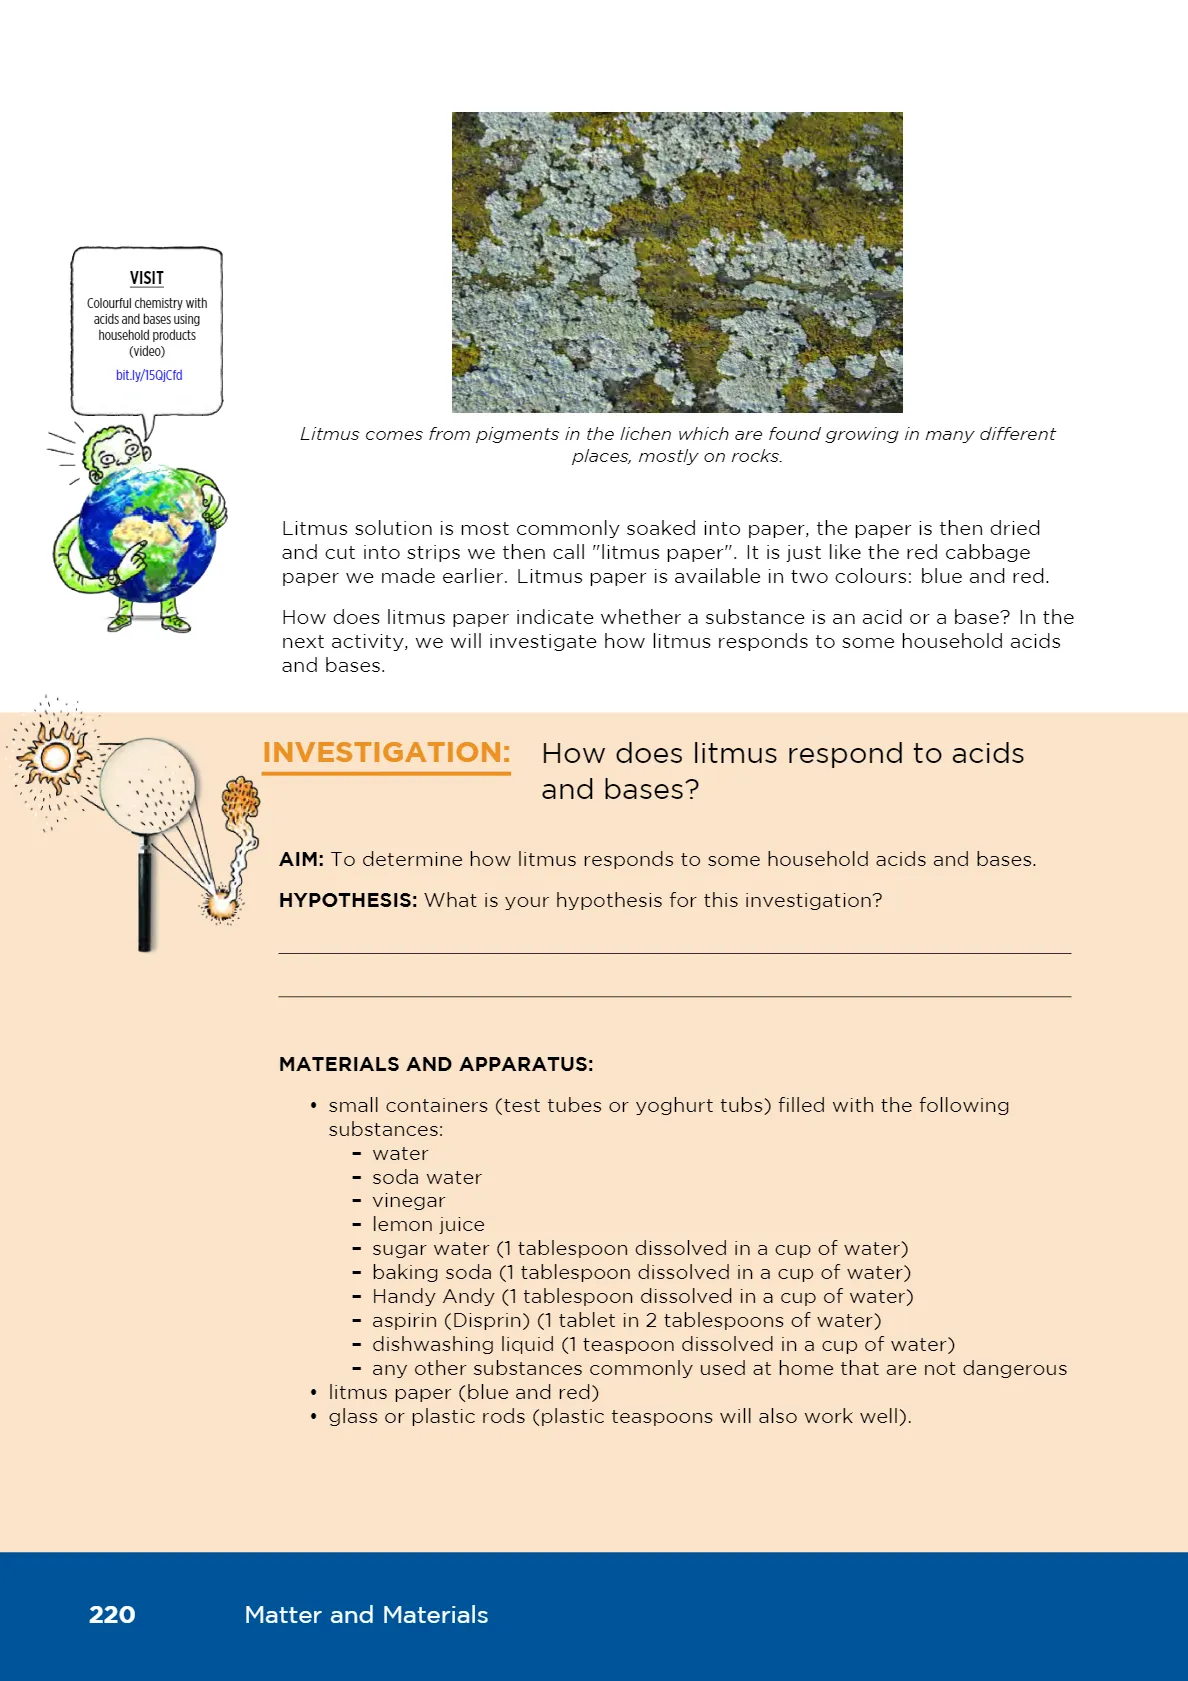 VISIT
Colourful chemistry with
acids and bases using
household products
(video)
bit.ly/15QjCfd
Litmus comes from pigments in the lichen which are found growing in many different
places, mostly on rocks.
Litmus solution is most commonly soaked into paper, the paper is then dried
and cut into strips we then call "litmus paper". It is just like the red cabbage
paper we made earlier. Litmus paper is available in two colours: blue and red.
How does litmus paper indicate whether a substance is an acid or a base? In the
next activity, we will investigate how litmus responds to some household acids
and bases.
INVESTIGATION: How does litmus respond to acids
and bases?
AIM: To determine how litmus responds to some household acids and bases.
HYPOTHESIS: What is your hypothesis for this investigation?
MATERIALS AND APPARATUS:
• small containers (test tubes or yoghurt tubs) filled with the following
substances:
- water
- soda water
- vinegar
- lemon juice
- sugar water (1 tablespoon dissolved in a cup of water)
- baking soda (1 tablespoon dissolved in a cup of water)
- Handy Andy (1 tablespoon dissolved in a cup of water)
- aspirin (Disprin) (1 tablet in 2 tablespoons of water)
- dishwashing liquid (1 teaspoon dissolved in a cup of water)
- any other substances commonly used at home that are not dangerous
• litmus paper (blue and red)
• glass or plastic rods (plastic teaspoons will also work well).
220 Matter and Materials